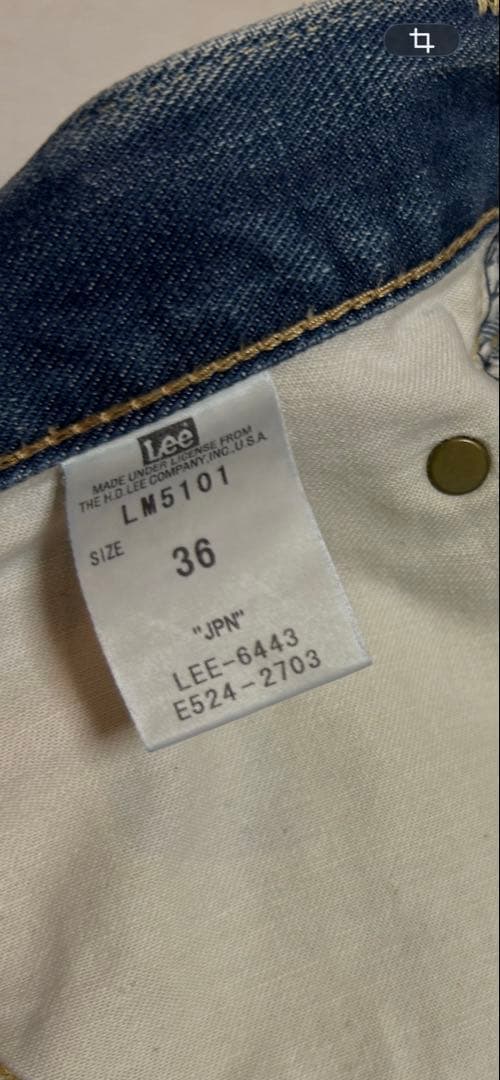 Lee
MADE UNDER LICENSE FROM
THE H.D.LEE COMPANY,INC.,U.S.A
LM5101
SIZE 36
"JPN"
LEE-6443
E524-2703